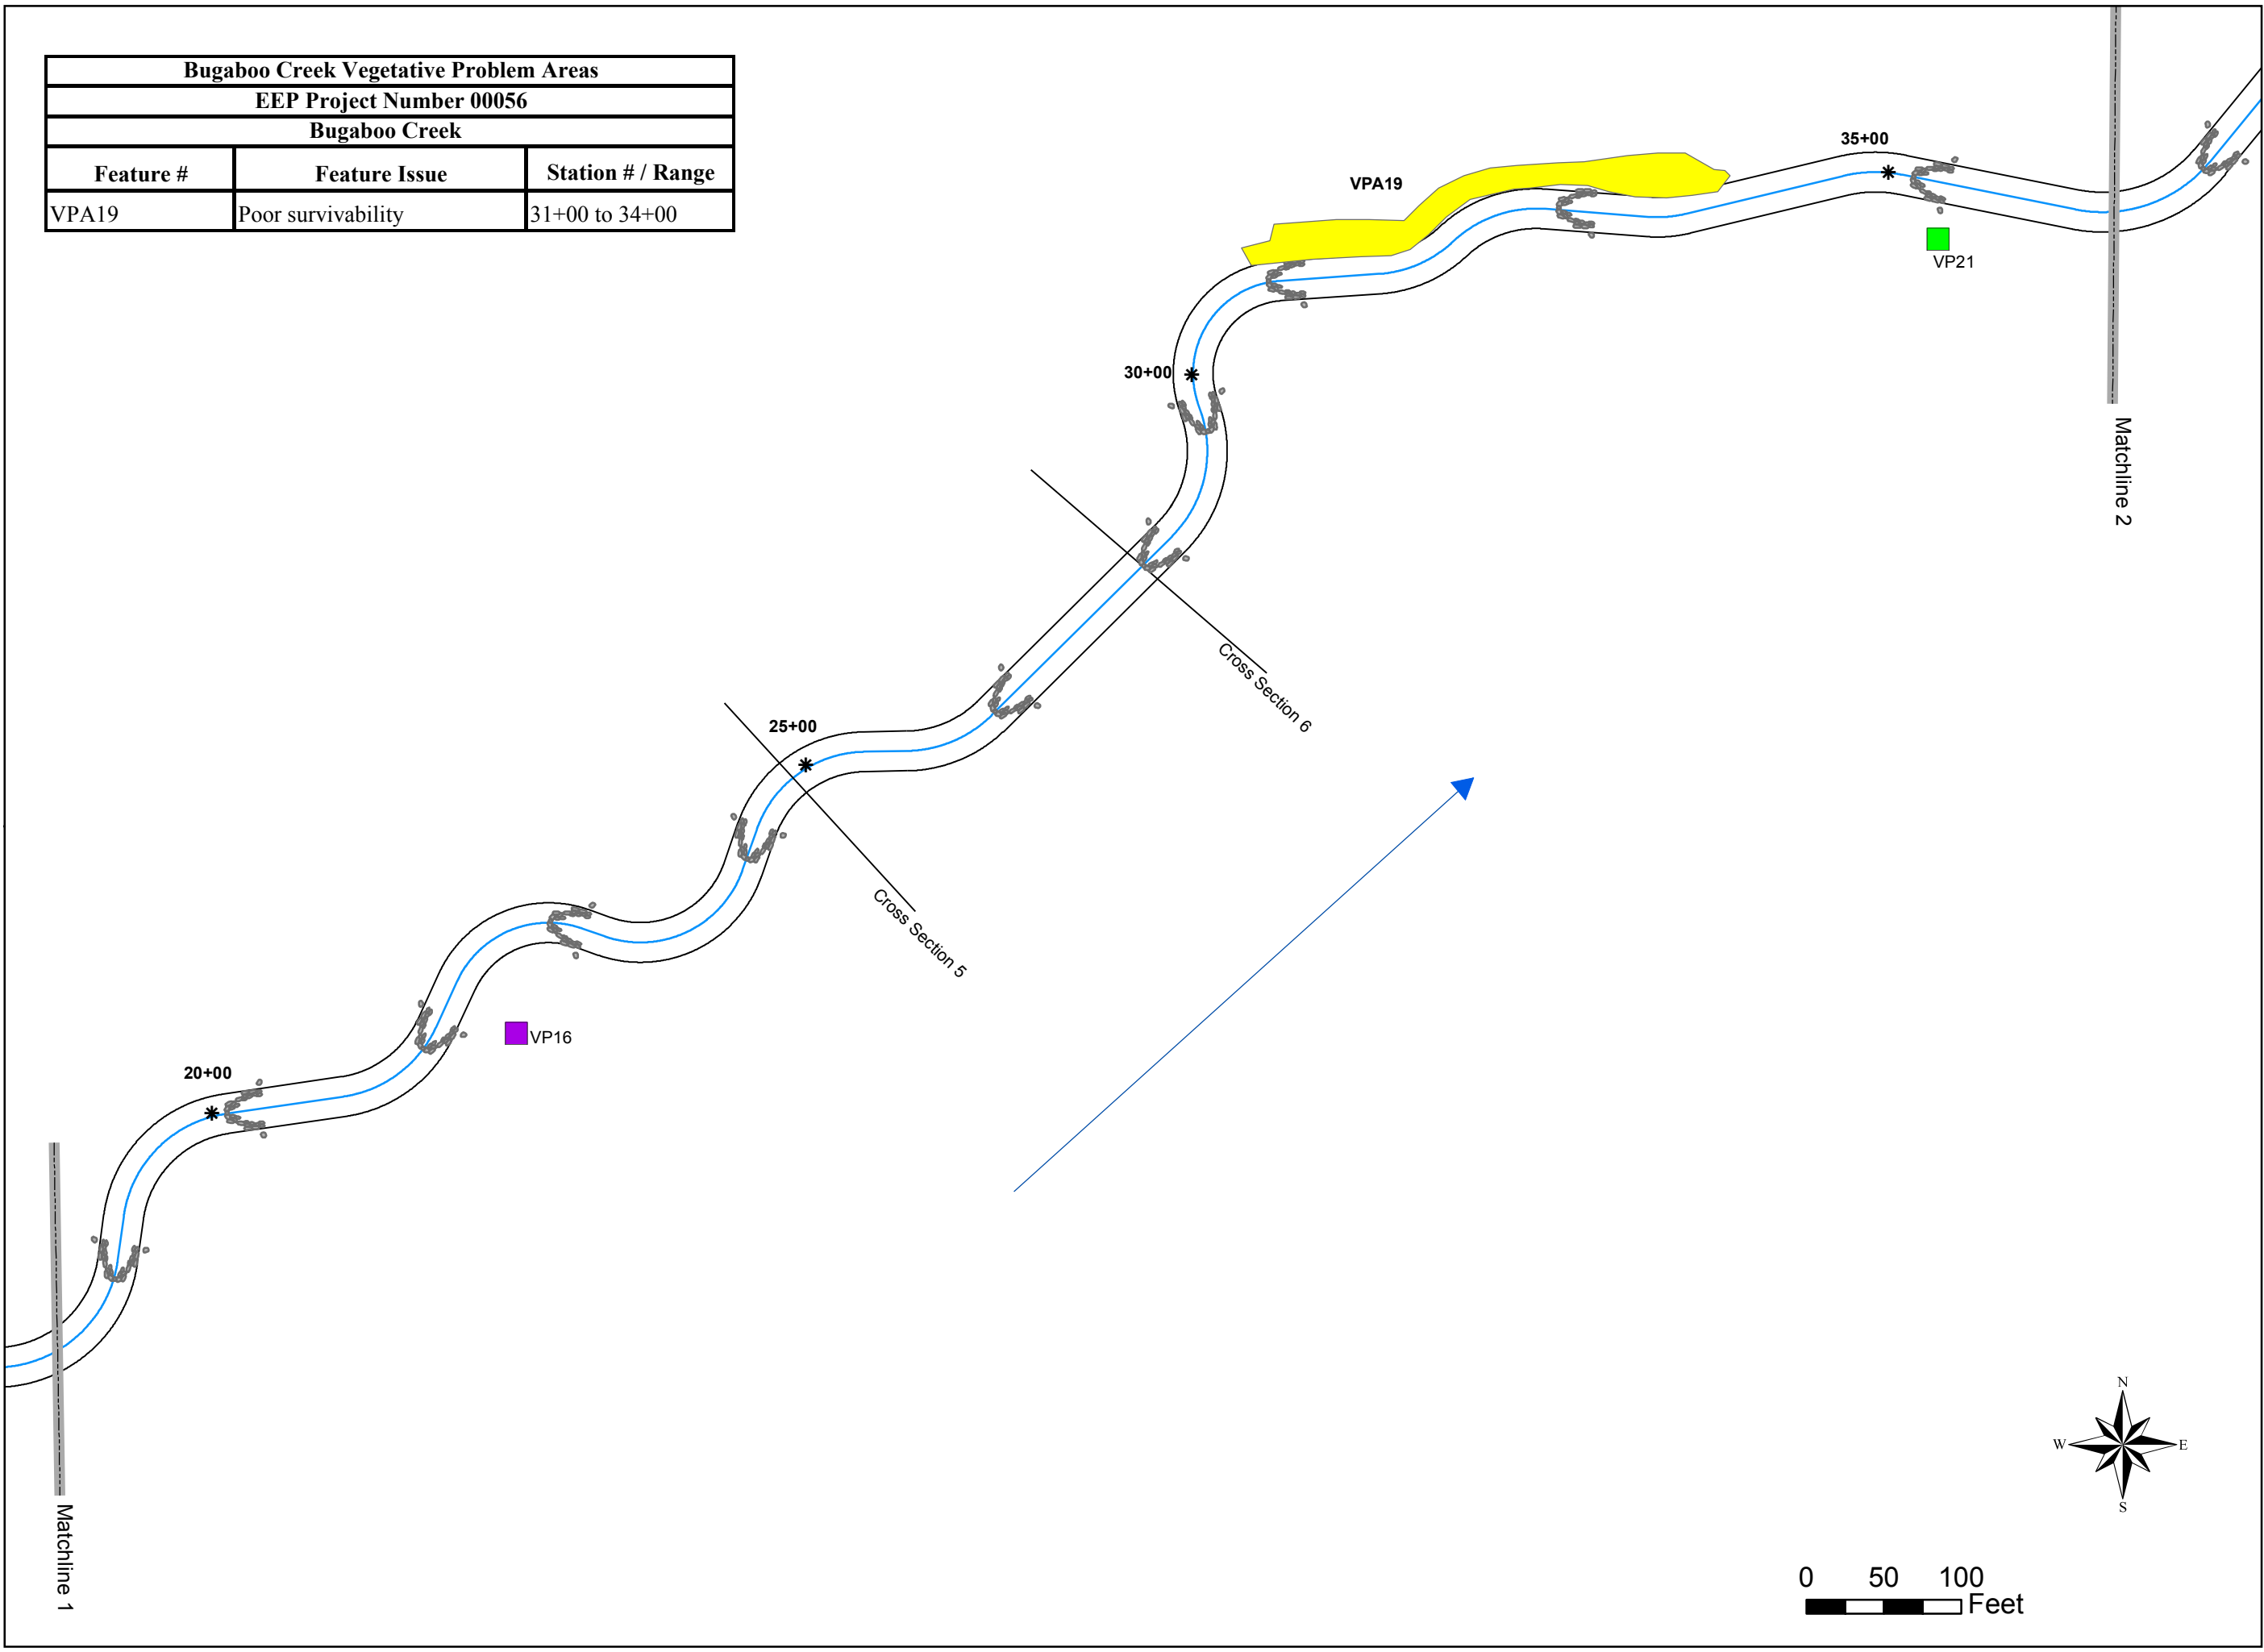 Bugaboo Creek Vegetative Problem Areas
EEP Project Number 00056
Bugaboo Creek
Feature # Feature Issue Station # / Range
VPA19 Poor survivability 31+00 to 34+00
35+00
VPA19
VP21
30+00
Matchline 2
Cross Section 6
25+00
Cross Section 5
VP16
20+00
Matchline 1
N
W E
S
0 50 100
Feet